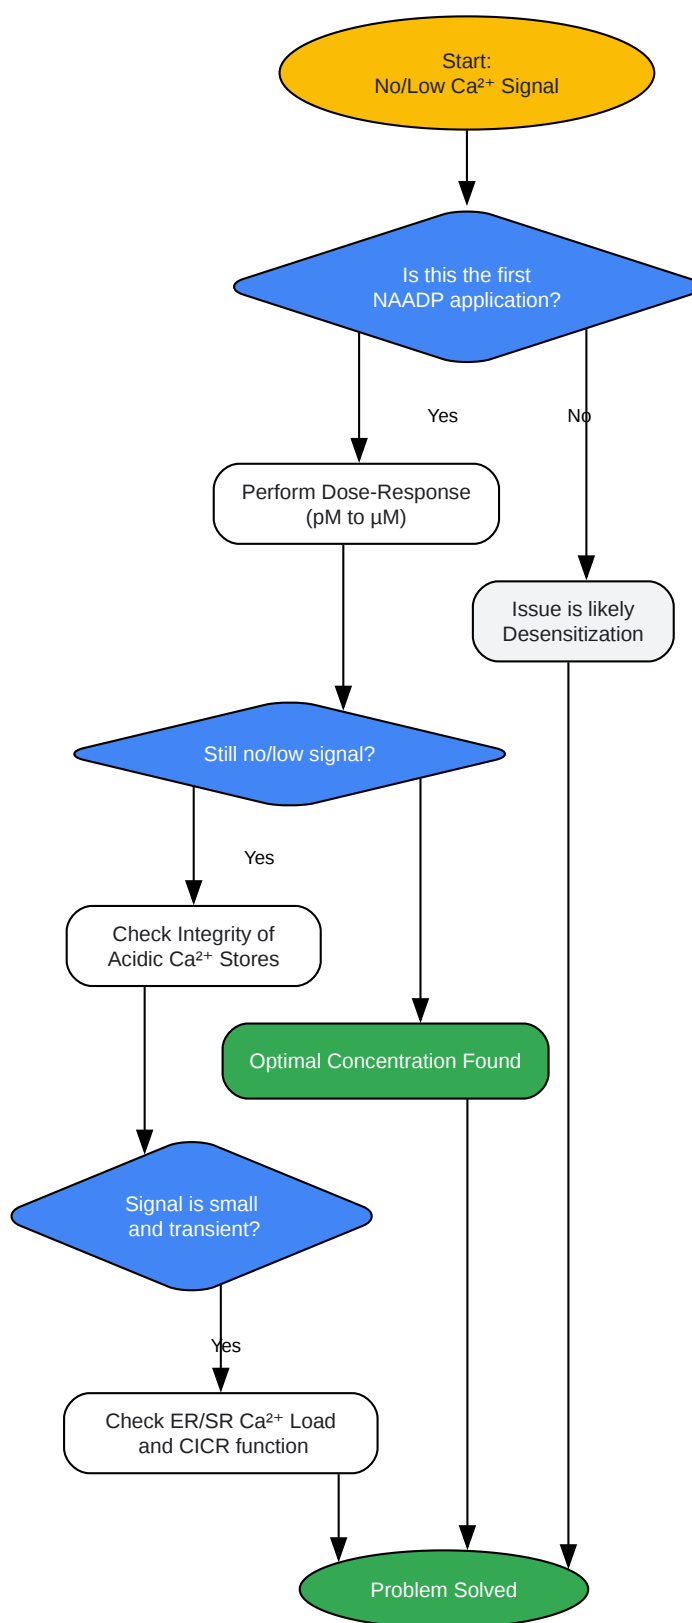 Start:
No/Low Ca²⁺ Signal
Is this the first
NAADP application?
Yes
No
Perform Dose-Response
(pM to µM)
Issue is likely
Desensitization
Still no/low signal?
Yes
Check Integrity of
Acidic Ca²⁺ Stores
Optimal Concentration Found
Signal is small
and transient?
Yes
Check ER/SR Ca²⁺ Load
and CICR function
Problem Solved